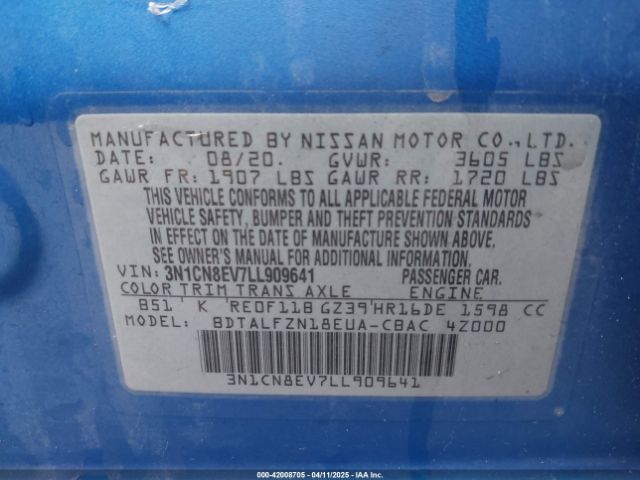 MANUFACTURED BY NISSAN MOTOR CO., LTD.
DATE: 08/20. GVWR: 3605 LBS
GAWR FR: 1907 LBS GAWR RR: 1720 LBS
THIS VEHICLE CONFORMS TO ALL APPLICABLE FEDERAL MOTOR
VEHICLE SAFETY, BUMPER AND THEFT PREVENTION STANDARDS
IN EFFECT ON THE DATE OF MANUFACTURE SHOWN ABOVE.
SEE OWNER'S MANUAL FOR ADDITIONAL INFORMATION.
VIN: 3N1CN8EV7LL909641 PASSENGER CAR.
COLOR TRIM TRANS AXLE ENGINE
B51 K RE0F11B GZ39 HR16DE 1598 CC
MODEL: BDTALFZN18EUA-CBAC 4Z000
3N1CN8EV7LL909641
000-42008705 - 04/11/2025 - IAAI.COM